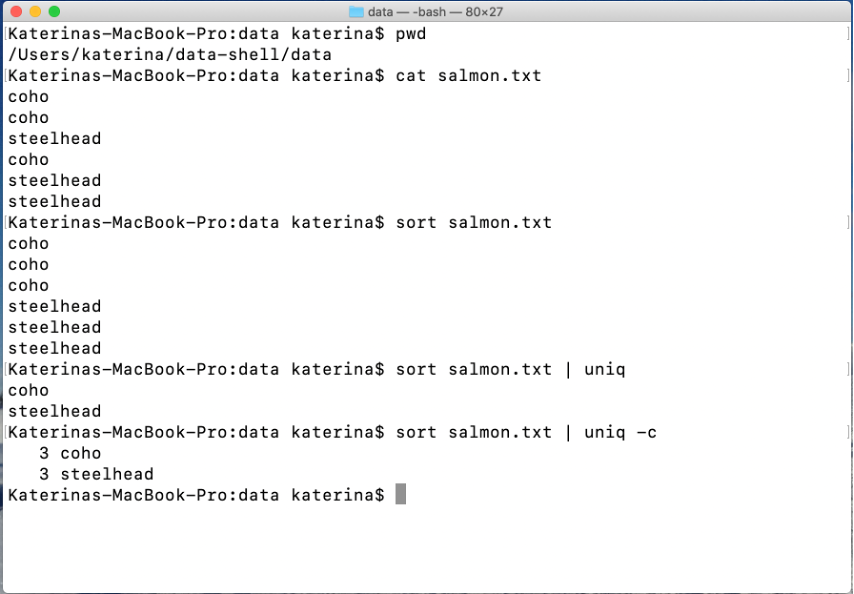 data — -bash — 80×27
Katerinas-MacBook-Pro:data katerina$ pwd
/Users/katerina/data-shell/data
Katerinas-MacBook-Pro:data katerina$ cat salmon.txt
coho
coho
steelhead
coho
steelhead
steelhead
Katerinas-MacBook-Pro:data katerina$ sort salmon.txt
coho
coho
coho
steelhead
steelhead
steelhead
Katerinas-MacBook-Pro:data katerina$ sort salmon.txt | uniq
coho
steelhead
Katerinas-MacBook-Pro:data katerina$ sort salmon.txt | uniq -c
   3 coho
   3 steelhead
Katerinas-MacBook-Pro:data katerina$